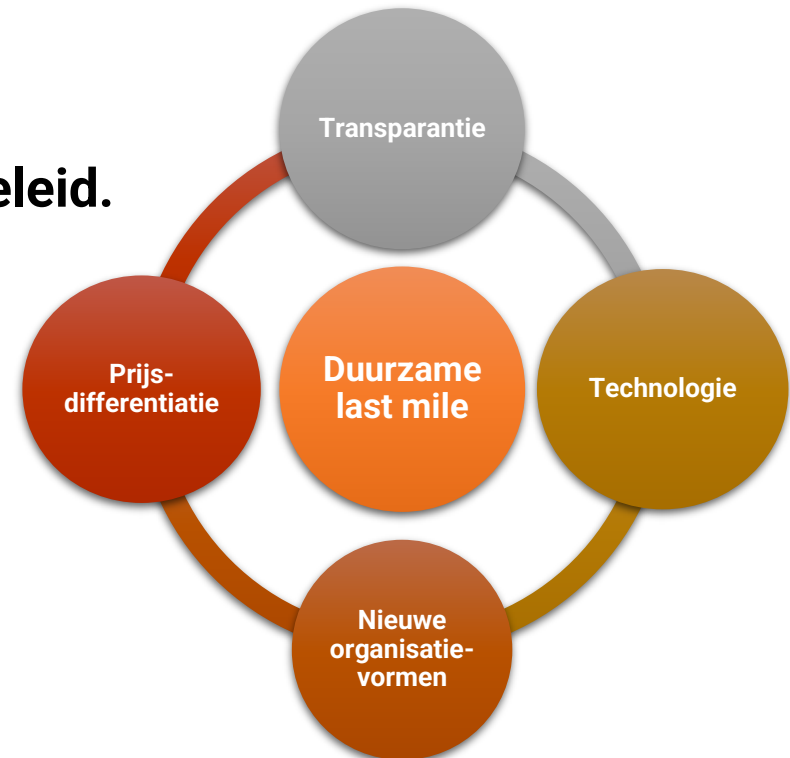 Transparantie
eleid.
Prijs-
differentiatie
Duurzame
last mile
Technologie
Nieuwe
organisatie-
vormen